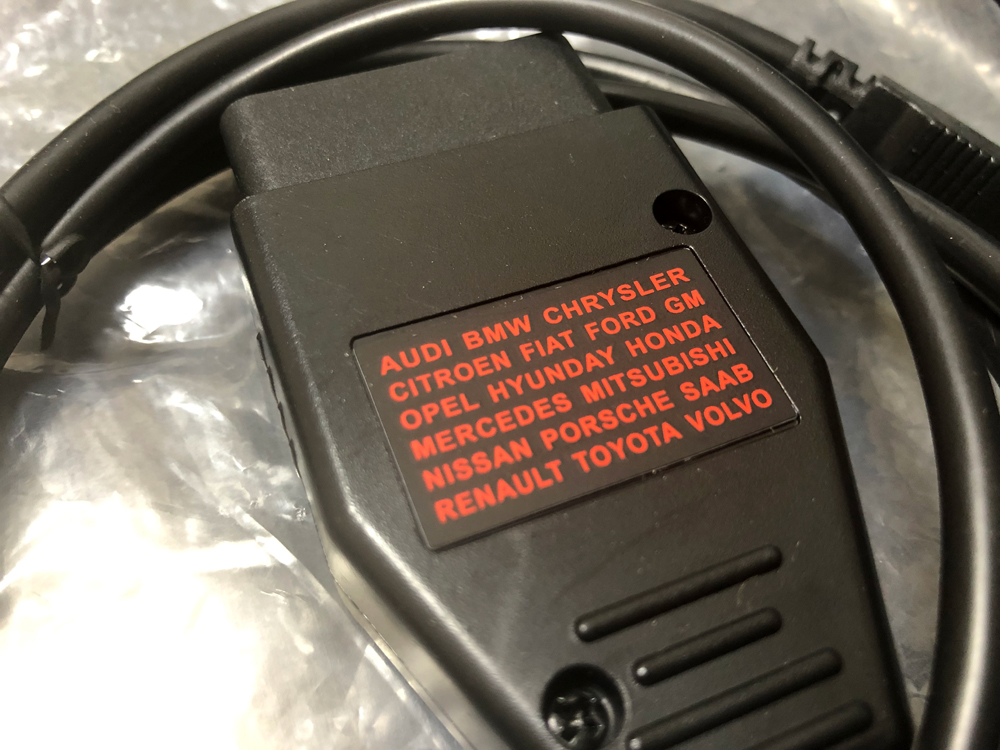 AUDI BMW CHRYSLER
CITROEN FIAT FORD GM
OPEL HYUNDAY HONDA
MERCEDES MITSUBISHI
NISSAN PORSCHE SAAB
RENAULT TOYOTA VOLVO